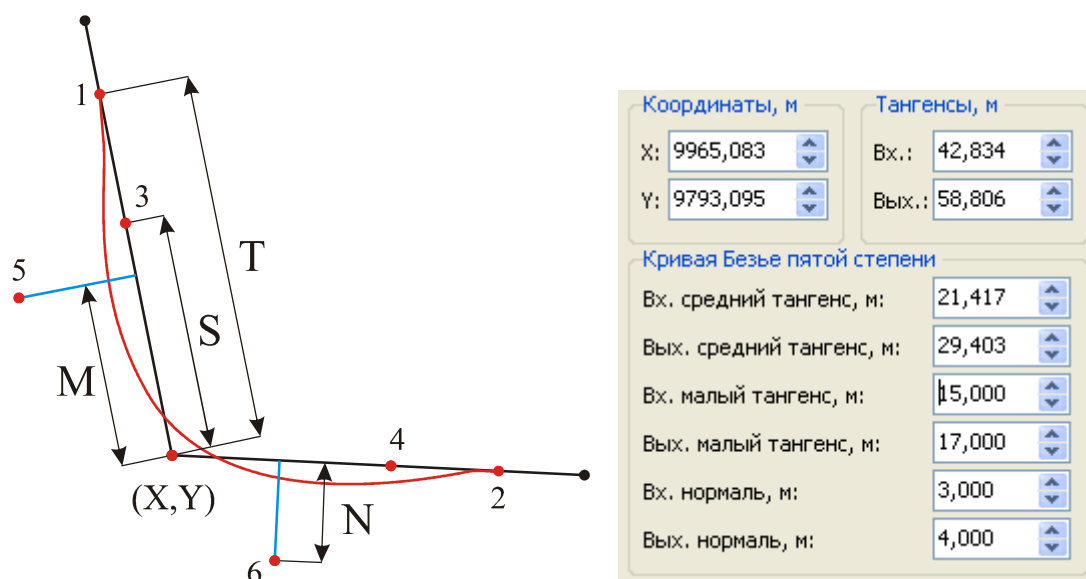 1
3
T
5
S
M
4
(X,Y)
2
N
6
Координаты, м
X: 9965,083
Y: 9793,095
Тангенсы, м
Вх.: 42,834
Вых.: 58,806
Кривая Безье пятой степени
Вх. средний тангенс, м: 21,417
Вых. средний тангенс, м: 29,403
Вх. малый тангенс, м: 15,000
Вых. малый тангенс, м: 17,000
Вх. нормаль, м: 3,000
Вых. нормаль, м: 4,000